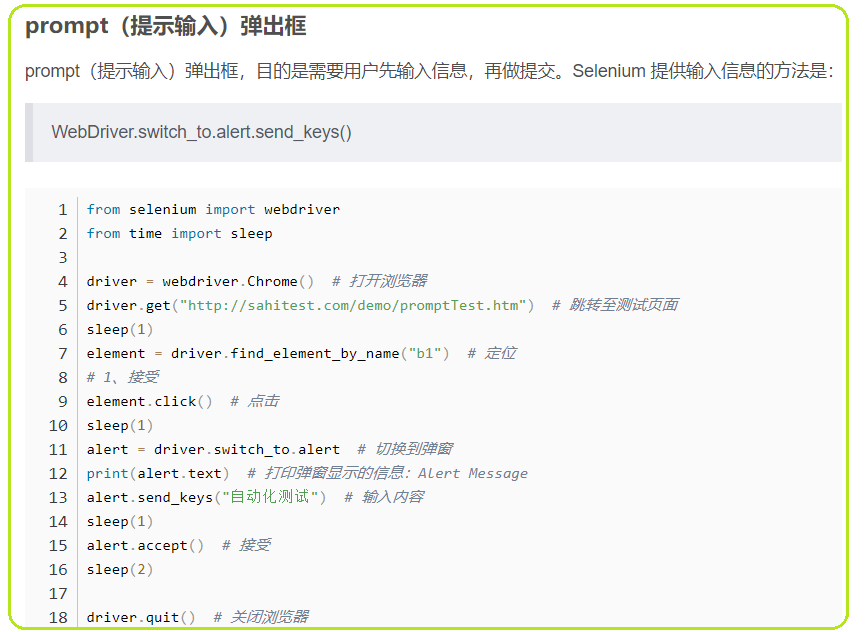 prompt（提示输入）弹出框
prompt（提示输入）弹出框，目的是需要用户先输入信息，再做提交。Selenium 提供输入信息的方法是：
WebDriver.switch_to.alert.send_keys()
1 from selenium import webdriver
2 from time import sleep
3
4 driver = webdriver.Chrome()  # 打开浏览器
5 driver.get("http://sahitest.com/demo/promptTest.htm")  # 跳转至测试页面
6 sleep(1)
7 element = driver.find_element_by_name("b1")  # 定位
8 # 1、接受
9 element.click()  # 点击
10 sleep(1)
11 alert = driver.switch_to.alert  # 切换到弹窗
12 print(alert.text)  # 打印弹窗显示的信息：Alert Message
13 alert.send_keys("自动化测试")  # 输入内容
14 sleep(1)
15 alert.accept()  # 接受
16 sleep(2)
17
18 driver.quit()  # 关闭浏览器